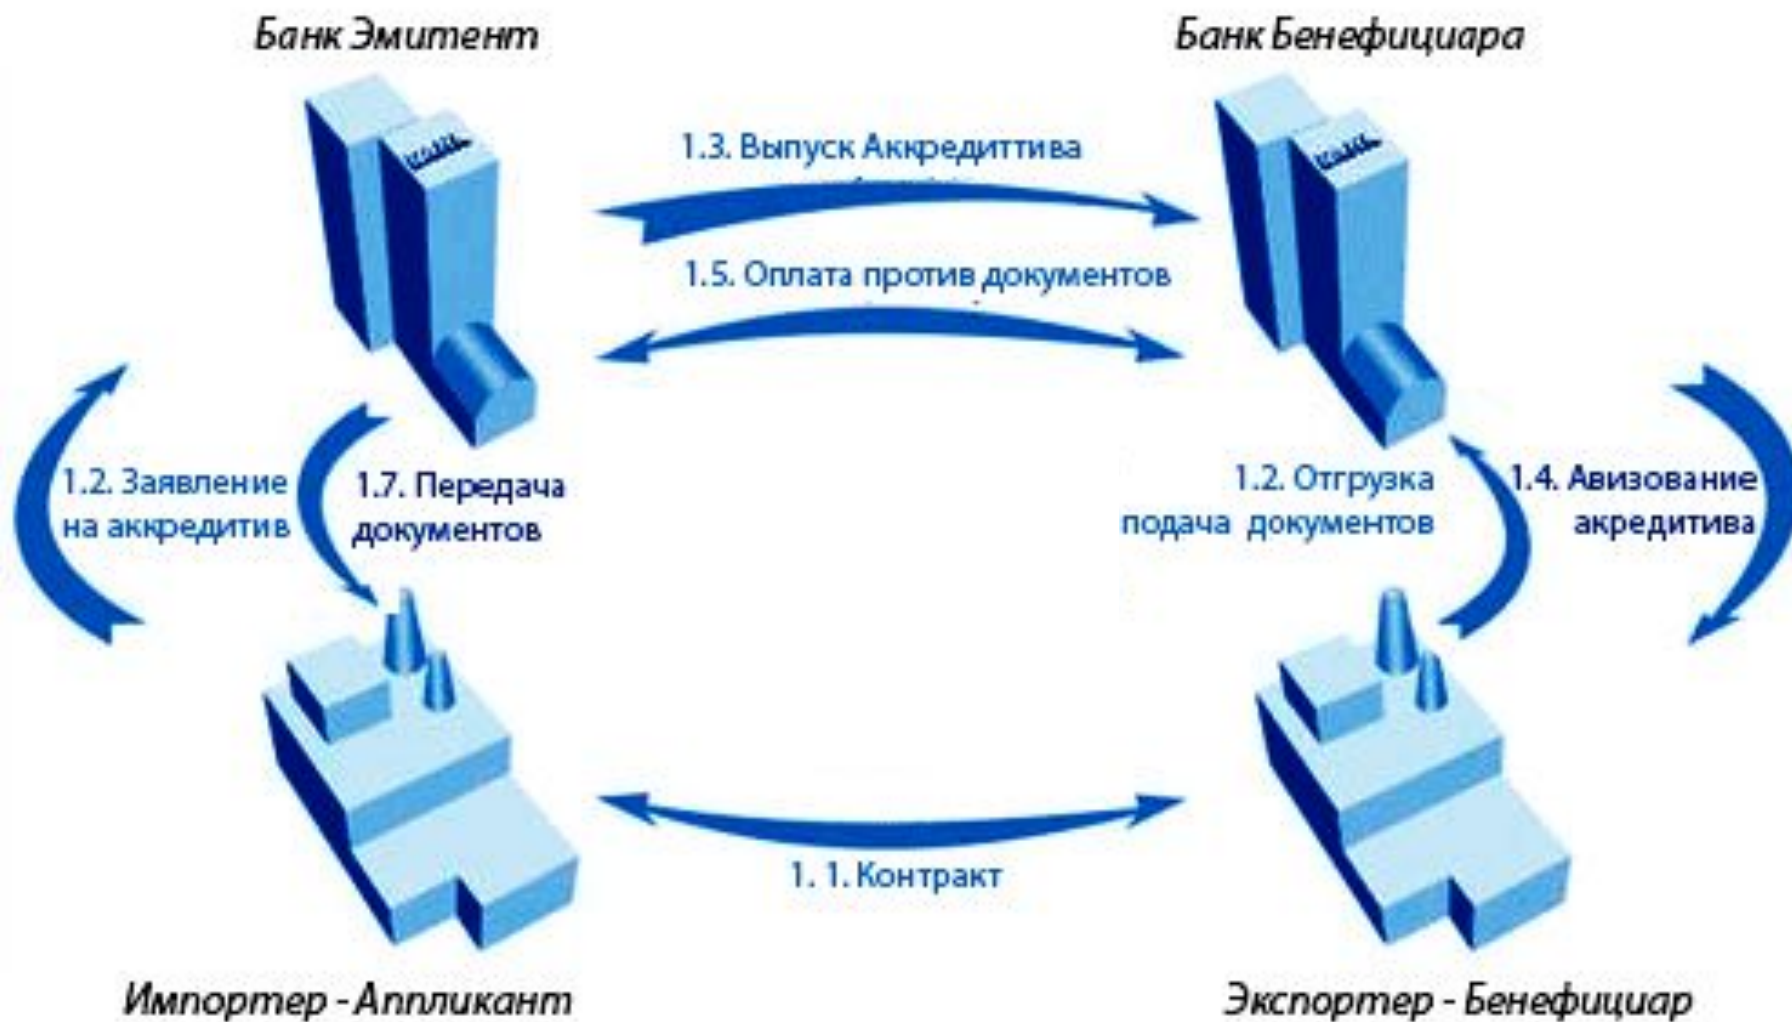 Банк Эмитент
Банк Бенефициара
1.3. Выпуск Аккредиттива
1.5. Оплата против документов
1.2. Заявление
на аккредитив
1.7. Передача
документов
1.2. Отгрузка
подача документов
1.4. Авизование
акредитива
1. 1. Контракт
Импортер - Аппликант
Экспортер - Бенефициар